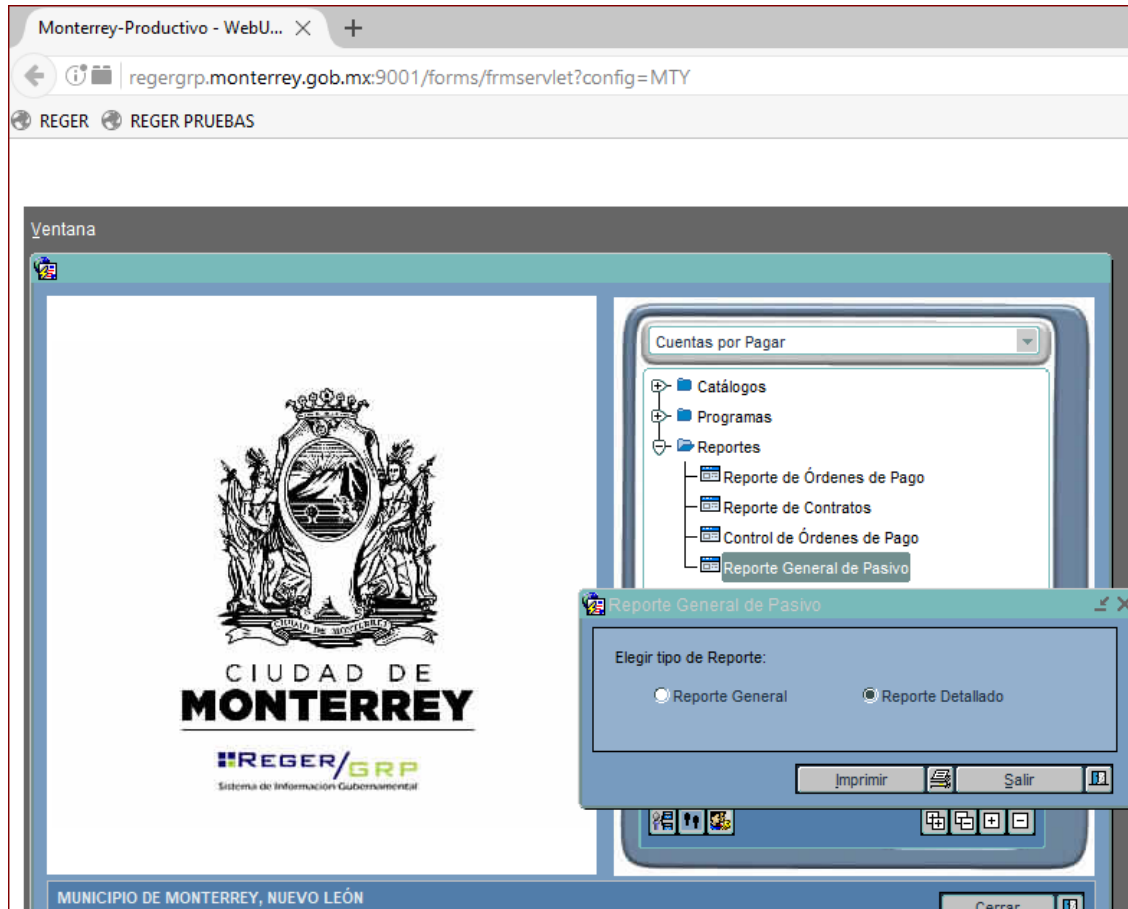 Monterrey-Productivo - WebU...
regergrp.monterrey.gob.mx:9001/forms/frmservlet?config=MTY
REGER REGER PRUEBAS
Ventana
Cuentas por Pagar
Catálogos
Programas
Reportes
Reporte de Órdenes de Pago
Reporte de Contratos
Control de Órdenes de Pago
Reporte General de Pasivo
CIUDAD DE MONTERREY
CIUDAD DE
MONTERREY
REGER/GRP
Sistema de Información Gubernamental
Reporte General de Pasivo
Elegir tipo de Reporte:
Reporte General Reporte Detallado
Imprimir Salir
MUNICIPIO DE MONTERREY, NUEVO LEÓN
Cerrar